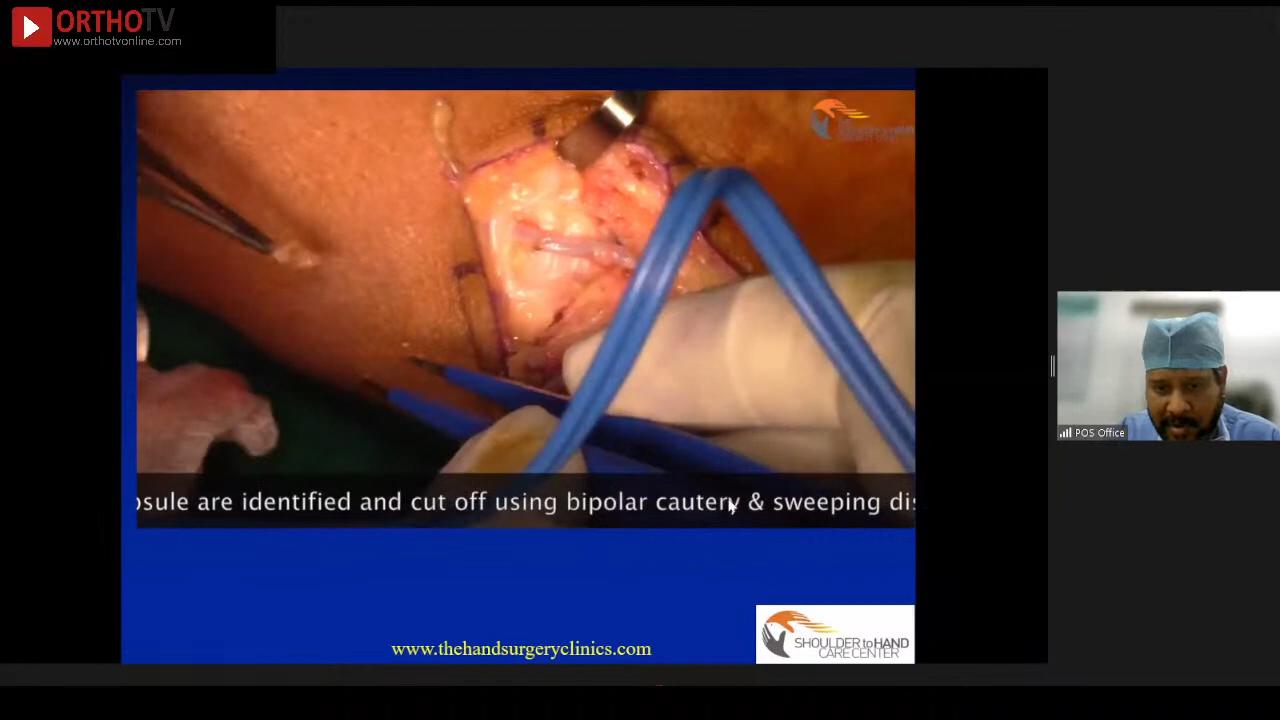 ORTHOTV
www.orthotvonline.com
osule are identified and cut off using bipolar cautery & sweeping dis
POS Office
www.thehandsurgeryclinics.com
SHOULDER to HAND
CARE CENTER